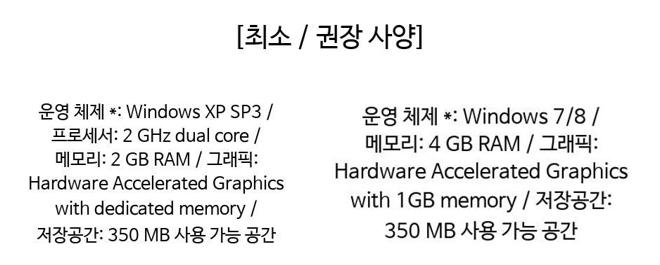 [최소 / 권장 사양]
운영 체제 *: Windows XP SP3 /
프로세서: 2 GHz dual core /
메모리: 2 GB RAM / 그래픽:
Hardware Accelerated Graphics
with dedicated memory /
저장공간: 350 MB 사용 가능 공간
운영 체제 *: Windows 7/8 /
메모리: 4 GB RAM / 그래픽:
Hardware Accelerated Graphics
with 1GB memory / 저장공간:
350 MB 사용 가능 공간